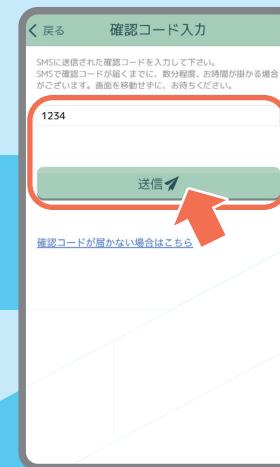 戻る 確認コード入力
SMSに送信された確認コードを入力して下さい。
SMSで確認コードが届くまでに、数分程度、お時間が掛かる場合
がございます。画面を移動せずに、お待ちください。
1234
送信
確認コードが届かない場合はこちら